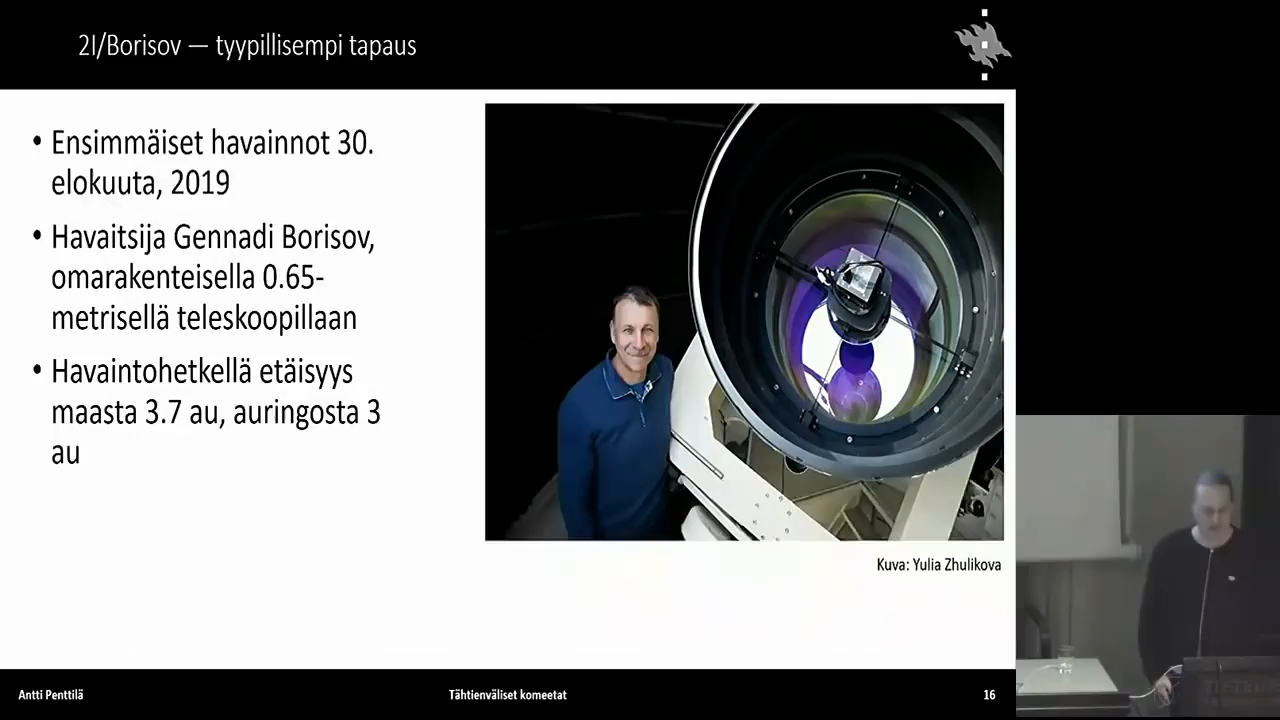 2I/Borisov — tyypillisempi tapaus
• Ensimmäiset havainnot 30.
elokuuta, 2019
• Havaitsija Gennadi Borisov,
omarakenteisella 0.65-
metrisellä teleskoopillaan
• Havaintohetkellä etäisyys
maasta 3.7 au, auringosta 3
au
Kuva: Yulia Zhulikova
Antti Penttilä
Tähtienväliset komeetat
16